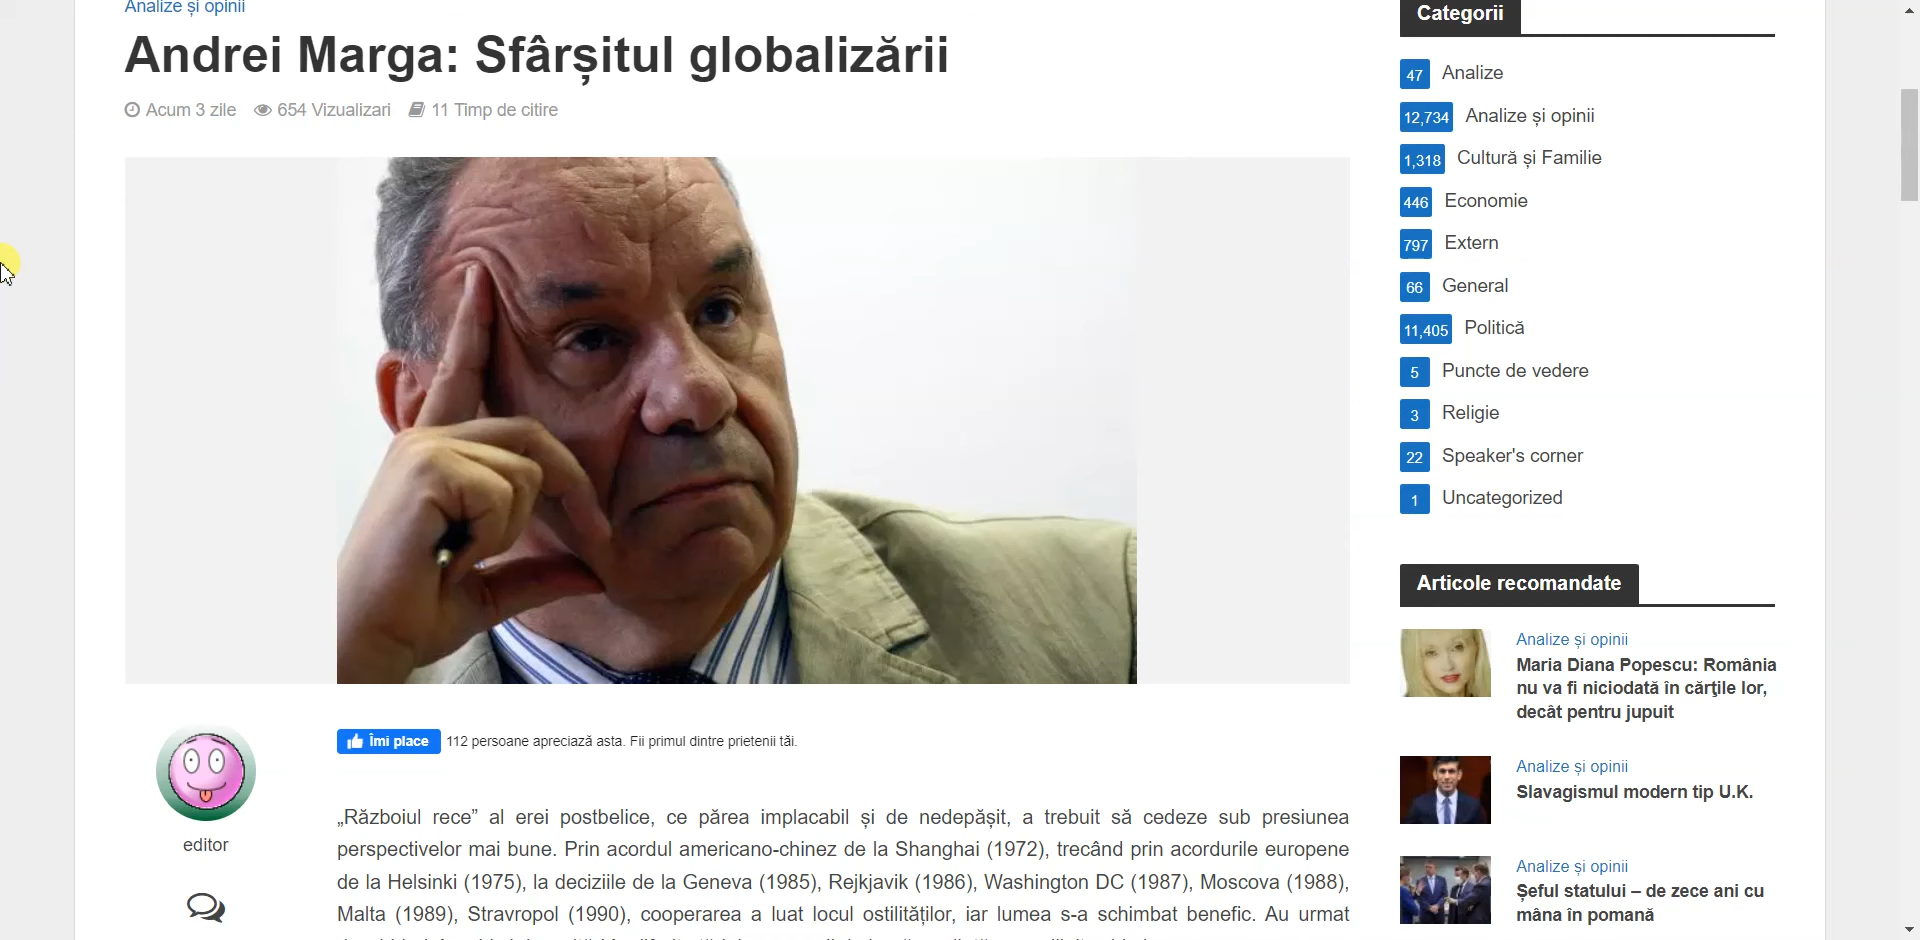 Analize și opinii
Andrei Marga: Sfârșitul globalizării
Acum 3 zile 654 Vizualizari 11 Timp de citire
Îmi place 112 persoane apreciază asta. Fii primul dintre prietenii tăi.
editor
„Războiul rece” al erei postbelice, ce părea implacabil și de nedepășit, a trebuit să cedeze sub presiunea
perspectivelor mai bune. Prin acordul americano-chinez de la Shanghai (1972), trecând prin acordurile europene
de la Helsinki (1975), la deciziile de la Geneva (1985), Rejkjavik (1986), Washington DC (1987), Moscova (1988),
Malta (1989), Stravropol (1990), cooperarea a luat locul ostilităților, iar lumea s-a schimbat benefic. Au urmat
Categorii
47 Analize
12,734 Analize și opinii
1,318 Cultură și Familie
446 Economie
797 Extern
66 General
11,405 Politică
5 Puncte de vedere
3 Religie
22 Speaker's corner
1 Uncategorized
Articole recomandate
Analize și opinii
Maria Diana Popescu: România
nu va fi niciodată în cărţile lor,
decât pentru jupuit
Analize și opinii
Slavagismul modern tip U.K.
Analize și opinii
Șeful statului – de zece ani cu
mâna în pomană